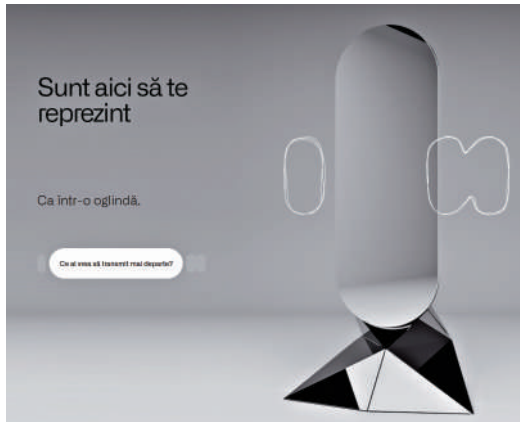 Sunt aici să te
reprezint
Ca într-o oglindă.
Ce ai vrea să transmit mai departe?